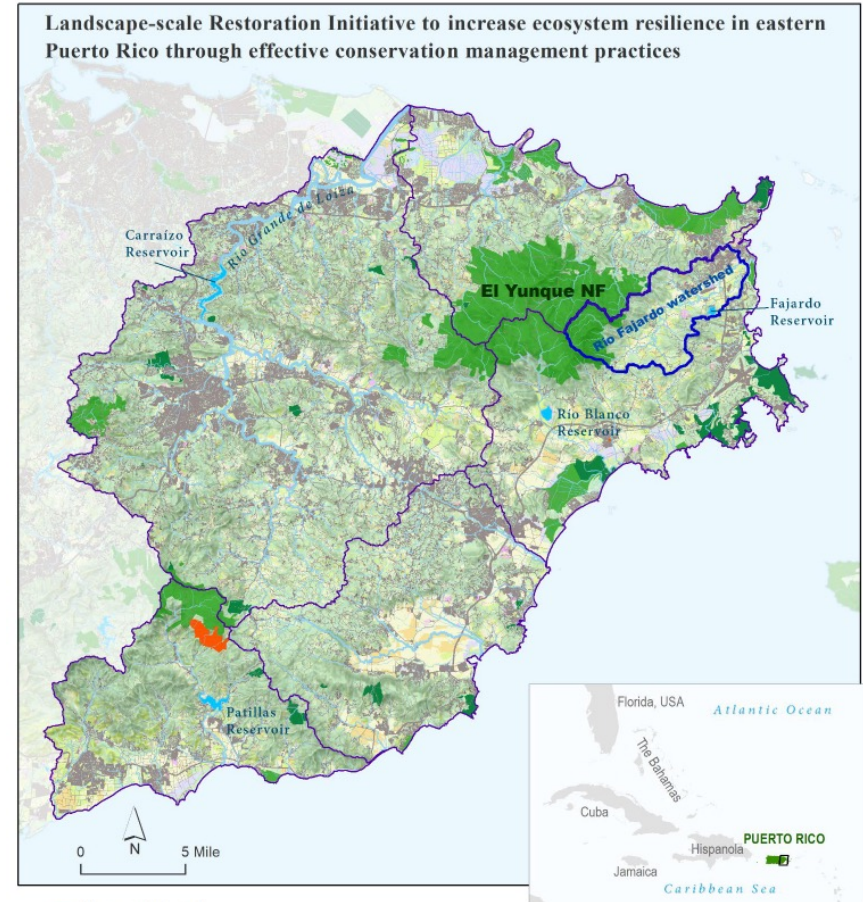 Landscape-scale Restoration Initiative to increase ecosystem resilience in eastern
Puerto Rico through effective conservation management practices
Carraízo
Reservoir
Río Grande de Loíza
El Yunque NF
Río Fajardo watershed
Fajardo
Reservoir
Río Blanco
Reservoir
Patillas
Reservoir
N
0 5 Mile
Florida, USA
Atlantic Ocean
The Bahamas
Cuba
PUERTO RICO
Hispanola
Jamaica
Caribbean Sea